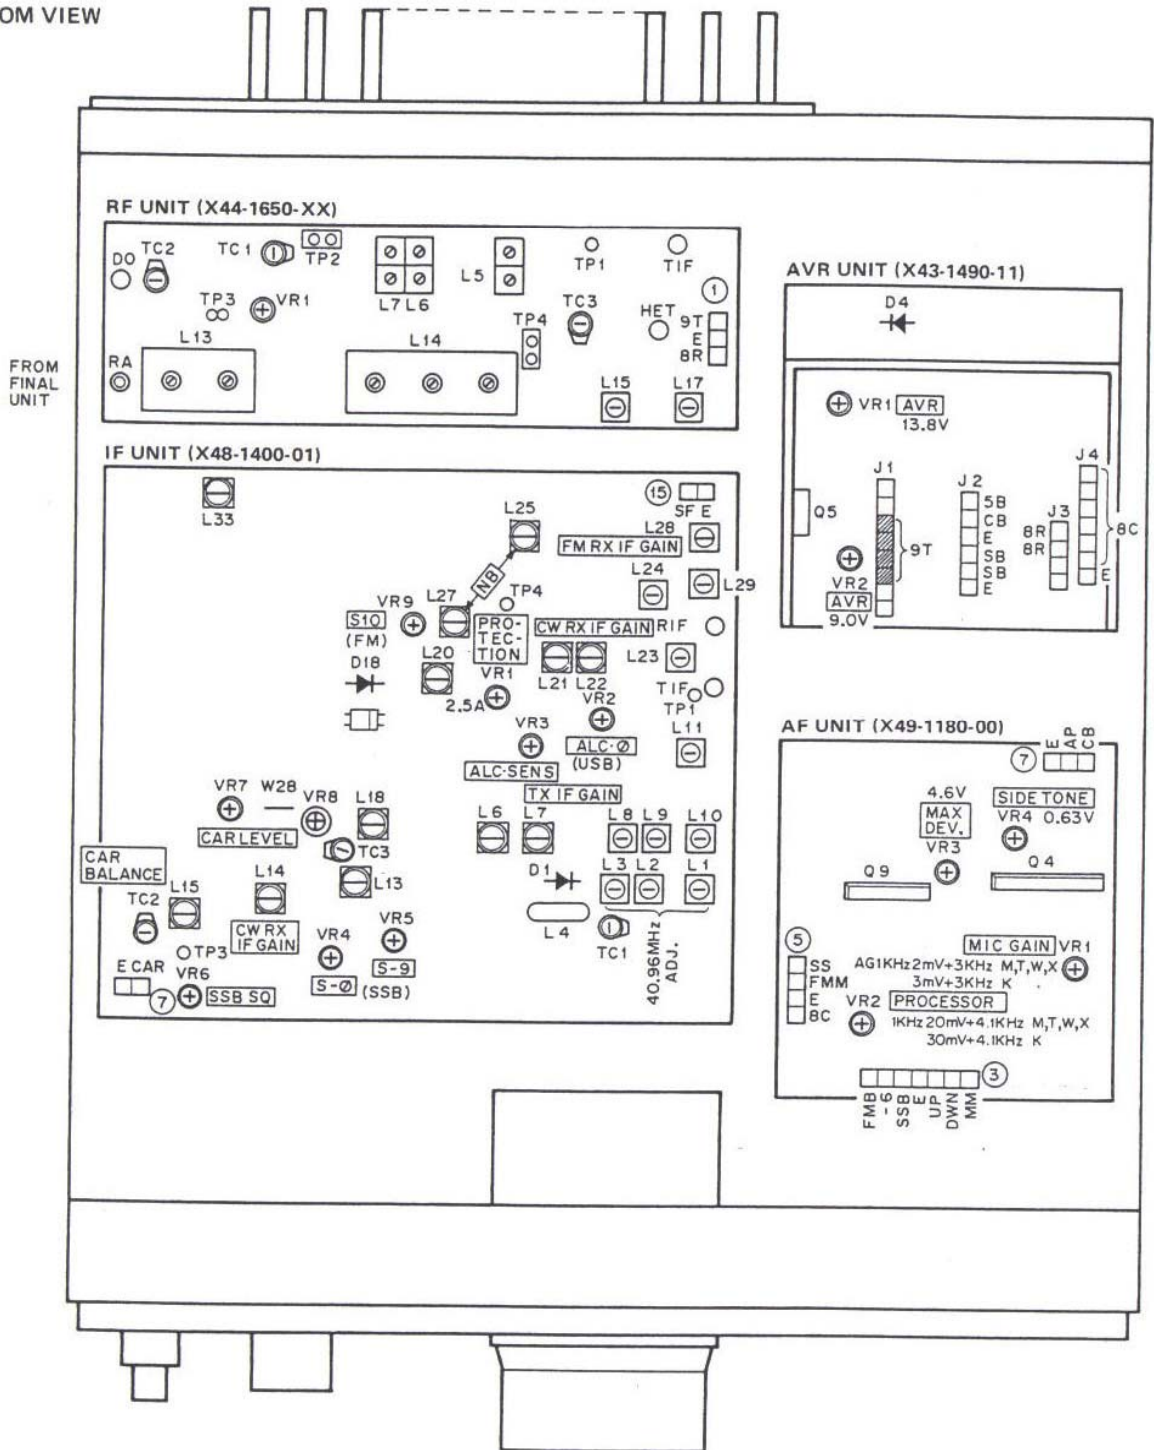 OM VIEW
RF UNIT (X44-1650-XX)
DO
TC2
TC1
TP2
L7 L6
L5
TP1
TIF
TP3
VR1
TC3
HET
1
9T
E
8R
TP4
L13
L14
RA
L15
L17
FROM
FINAL
UNIT
AVR UNIT (X43-1490-11)
D4
VR1 AVR
13.8V
J1
J2
J3
J4
Q5
9T
VR2
AVR
9.0V
5B
CB
E
SB
SB
E
8R
8R
8C
E
IF UNIT (X48-1400-01)
L33
L25
15
SF E
L28
FM RX IF GAIN
L24
L29
NB
L27
TP4
VR9
S10
(FM)
PRO-
TEC-
TION
CW RX IF GAIN
RIF
D18
L20
VR1
2.5A
L21
L22
L23
TIF
TP1
VR2
VR3
ALC-Ø
(USB)
L11
ALC-SENS
TX IF GAIN
VR7
W28
VR8
L18
CAR LEVEL
L6
L7
L8
L9
L10
TC3
CAR
BALANCE
L14
L13
D1
L3
L2
L1
L15
TC2
CW RX
IF GAIN
L4
TC1
40.96MHz
ADJ.
TP3
VR4
VR5
S-9
S-Ø
(SSB)
E CAR
7
VR6
SSB SQ
AF UNIT (X49-1180-00)
7
E
AP
CB
4.6V
MAX
DEV.
VR3
SIDE TONE
VR4 0.63V
Q9
Q4
5
SS
FMM
E
8C
MIC GAIN VR1
AG1KHz2mV+3KHz M,T,W,X
3mV+3KHz K
VR2
PROCESSOR
1KHz 20mV+4.1KHz M,T,W,X
30mV+4.1KHz K
3
FMB
-6
SSB
E
UP
DWN
MM